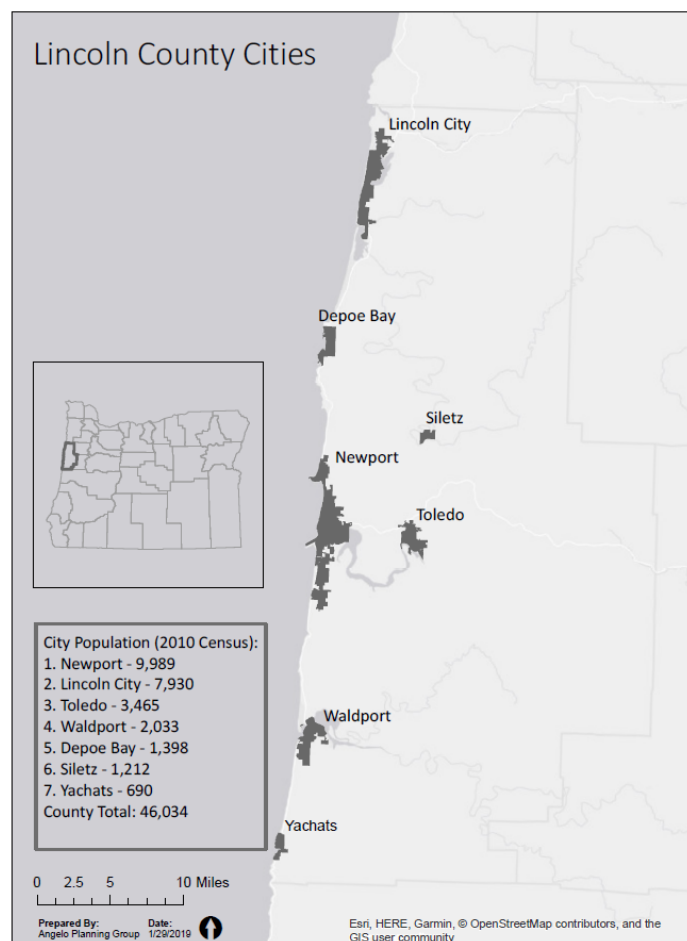 Lincoln County Cities
Lincoln City
Depoe Bay
Siletz
Newport
Toledo
Waldport
Yachats
City Population (2010 Census):
1. Newport - 9,989
2. Lincoln City - 7,930
3. Toledo - 3,465
4. Waldport - 2,033
5. Depoe Bay - 1,398
6. Siletz - 1,212
7. Yachats - 690
County Total: 46,034
0 2.5 5 10 Miles
Prepared By: Date:
Angelo Planning Group 1/29/2019
Esri, HERE, Garmin, © OpenStreetMap contributors, and the
GIS user community